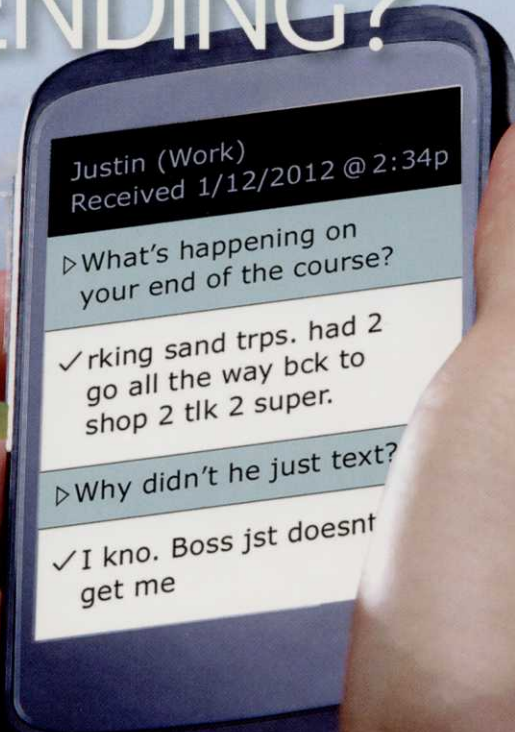 ENDING?
Justin (Work)
Received 1/12/2012 @ 2:34p
▷What's happening on
your end of the course?
✓rking sand trps. had 2
go all the way bck to
shop 2 tlk 2 super.
▷Why didn't he just text?
✓I kno. Boss jst doesnt
get me